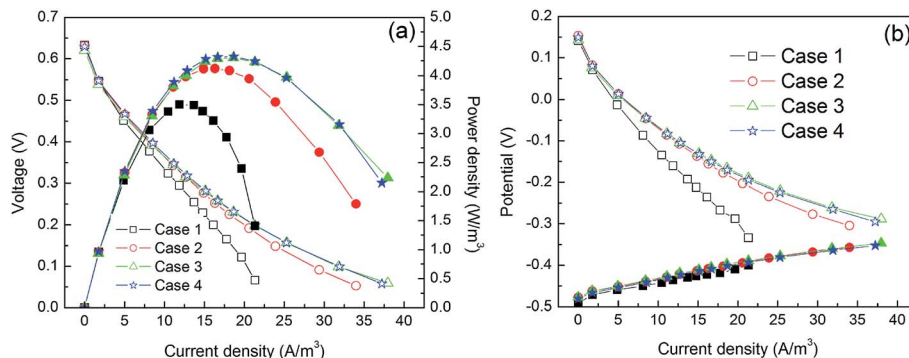 (a)
0.7
0.6
0.5
0.4
0.3
0.2
0.1
0.0
Voltage (V)
5.0
4.5
4.0
3.5
3.0
2.5
2.0
1.5
1.0
0.5
0.0
Power density (W/m³)
Case 1
Case 2
Case 3
Case 4
0 5 10 15 20 25 30 35 40
Current density (A/m³)
(b)
0.2
0.1
0.0
-0.1
-0.2
-0.3
-0.4
-0.5
Potential (V)
Case 1
Case 2
Case 3
Case 4
0 5 10 15 20 25 30 35 40
Current density (A/m³)